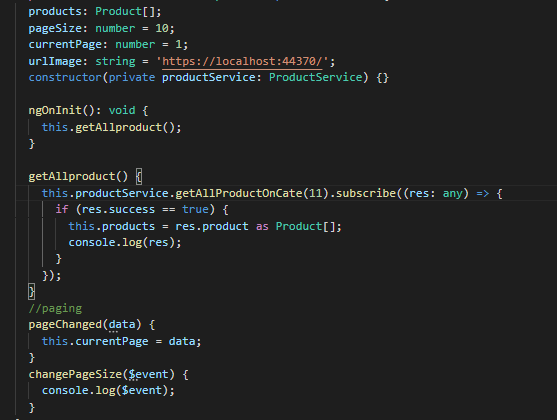 products: Product[];
pageSize: number = 10;
currentPage: number = 1;
urlImage: string = 'https://localhost:44370/';
constructor(private productService: ProductService) {}
ngOnInit(): void {
this.getAllproduct();
}
getAllproduct() {
this.productService.getAllProductOnCate(11).subscribe((res: any) => {
if (res.success == true) {
this.products = res.product as Product[];
console.log(res);
}
});
}
//paging
pageChanged(data) {
this.currentPage = data;
}
changePageSize($event) {
console.log($event);
}